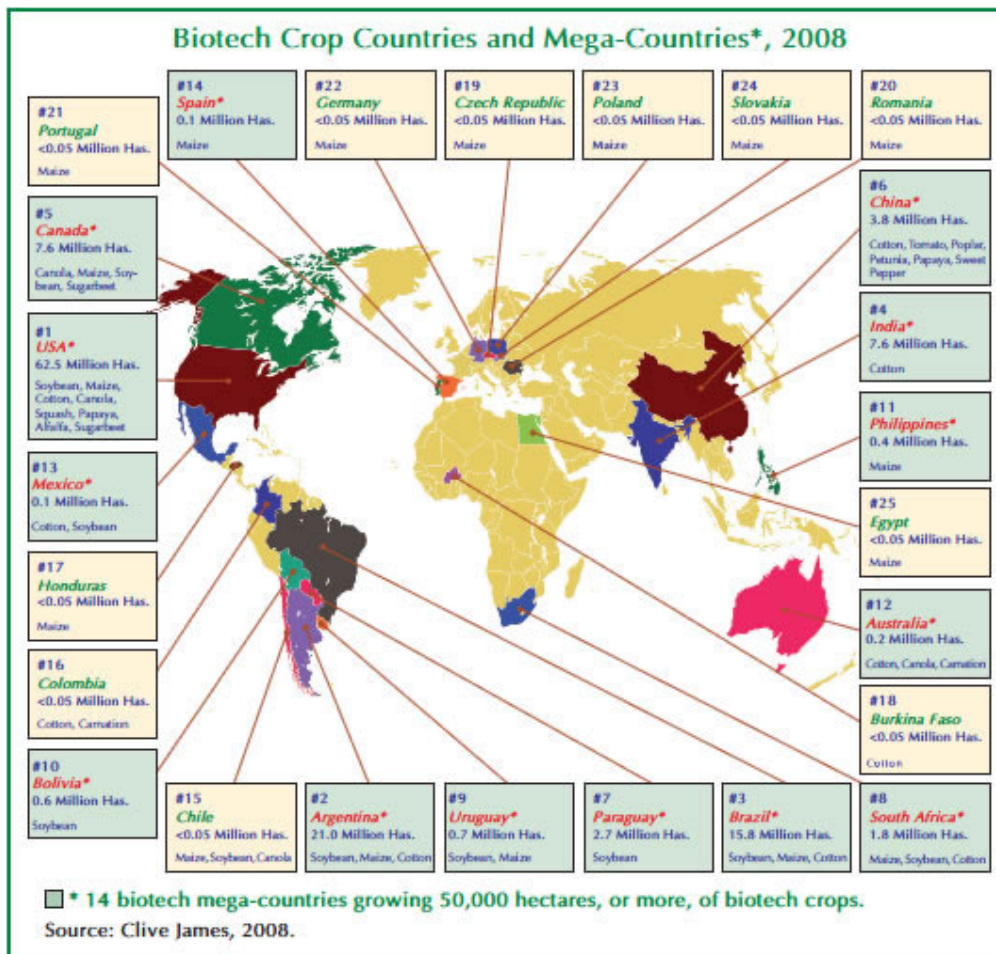 Biotech Crop Countries and Mega-Countries*, 2008
#21
Portugal
<0.05 Million Has.
Maize
#14
Spain*
0.1 Million Has.
Maize
#22
Germany
<0.05 Million Has.
Maize
#19
Czech Republic
<0.05 Million Has.
Maize
#23
Poland
<0.05 Million Has.
Maize
#24
Slovakia
<0.05 Million Has.
Maize
#20
Romania
<0.05 Million Has.
Maize
#5
Canada*
7.6 Million Has.
Canola, Maize, Soy-
bean, Sugarbeet
#6
China*
3.8 Million Has.
Cotton, Tomato, Poplar,
Petunia, Papaya, Sweet
Pepper
#1
USA*
62.5 Million Has.
Soybean, Maize,
Cotton, Canola,
Squash, Papaya,
Alfalfa, Sugarbeet
#4
India*
7.6 Million Has.
Cotton
#11
Philippines*
0.4 Million Has.
Maize
#13
Mexico*
0.1 Million Has.
Cotton, Soybean
#25
Egypt
<0.05 Million Has.
Maize
#17
Honduras
<0.05 Million Has.
Maize
#12
Australia*
0.2 Million Has.
Cotton, Canola, Carnation
#16
Colombia
<0.05 Million Has.
Cotton, Carnation
#18
Burkina Faso
<0.05 Million Has.
Cotton
#10
Bolivia*
0.6 Million Has.
Soybean
#15
Chile
<0.05 Million Has.
Maize, Soybean, Canola
#2
Argentina*
21.0 Million Has.
Soybean, Maize, Cotton
#9
Uruguay*
0.7 Million Has.
Soybean, Maize
#7
Paraguay*
2.7 Million Has.
Soybean
#3
Brazil*
15.8 Million Has.
Soybean, Maize, Cotton
#8
South Africa*
1.8 Million Has.
Maize, Soybean, Cotton
* 14 biotech mega-countries growing 50,000 hectares, or more, of biotech crops.
Source: Clive James, 2008.